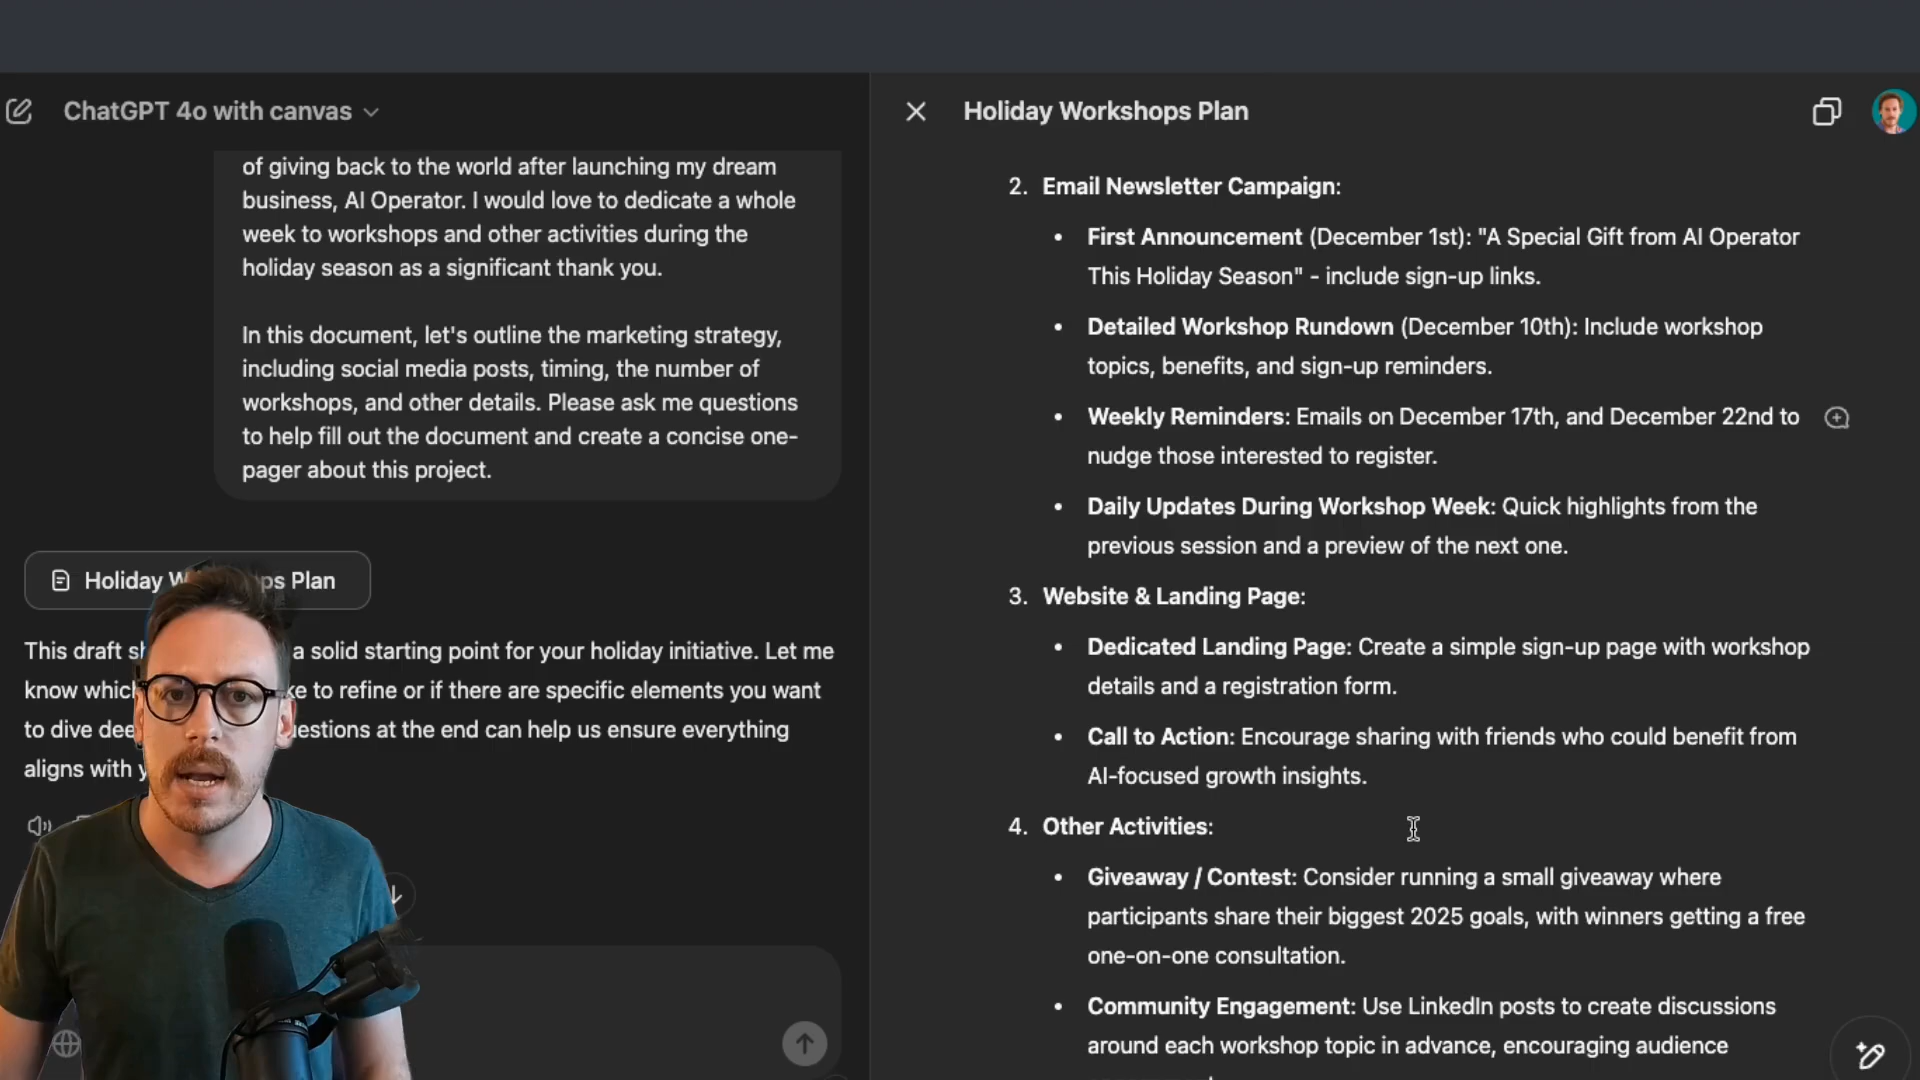 ChatGPT 4o with canvas
of giving back to the world after launching my dream
business, AI Operator. I would love to dedicate a whole
week to workshops and other activities during the
holiday season as a significant thank you.
In this document, let's outline the marketing strategy,
including social media posts, timing, the number of
workshops, and other details. Please ask me questions
to help fill out the document and create a concise one-
pager about this project.
Holiday W ps Plan
This draft a solid starting point for your holiday initiative. Let me
know to refine or if there are specific elements you want
to dive at the end can help us ensure everything
aligns with
Holiday Workshops Plan
2. Email Newsletter Campaign:
• First Announcement (December 1st): "A Special Gift from AI Operator
This Holiday Season" - include sign-up links.
• Detailed Workshop Rundown (December 10th): Include workshop
topics, benefits, and sign-up reminders.
• Weekly Reminders: Emails on December 17th, and December 22nd to
nudge those interested to register.
• Daily Updates During Workshop Week: Quick highlights from the
previous session and a preview of the next one.
3. Website & Landing Page:
• Dedicated Landing Page: Create a simple sign-up page with workshop
details and a registration form.
• Call to Action: Encourage sharing with friends who could benefit from
AI-focused growth insights.
4. Other Activities:
• Giveaway / Contest: Consider running a small giveaway where
participants share their biggest 2025 goals, with winners getting a free
one-on-one consultation.
• Community Engagement: Use LinkedIn posts to create discussions
around each workshop topic in advance, encouraging audience